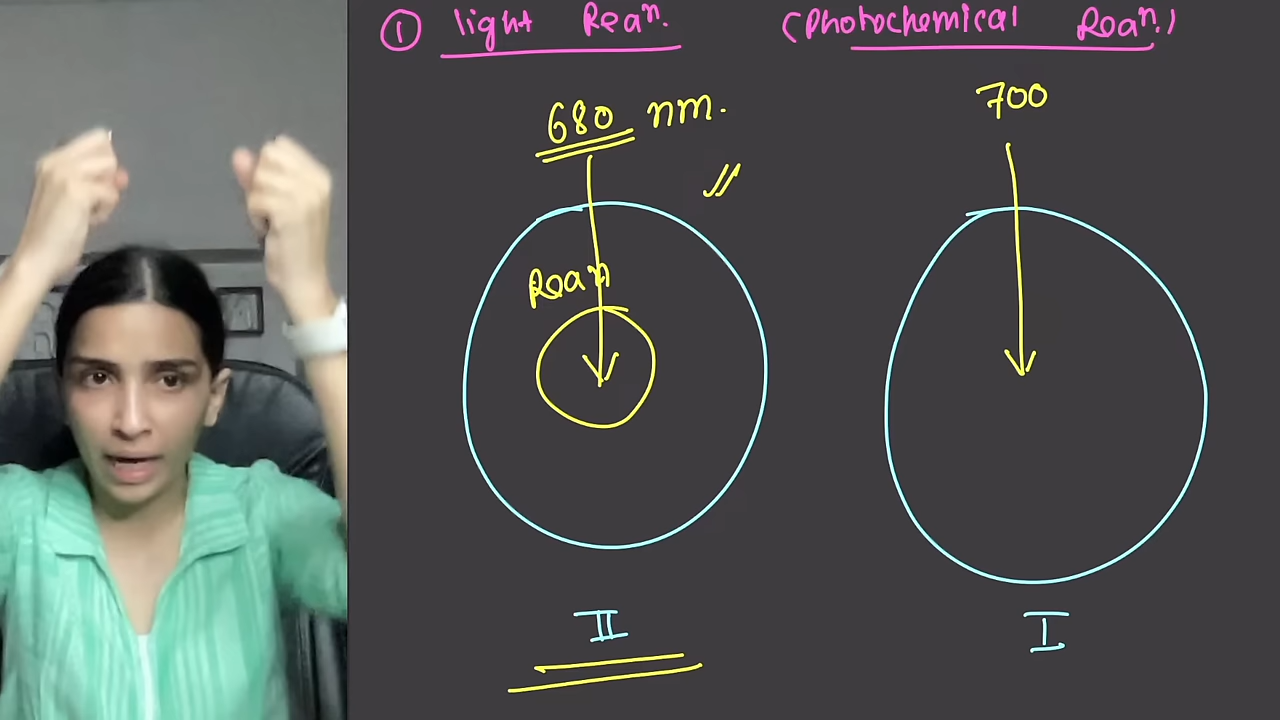 ① light Reaⁿ. (Photochemical Reaⁿ.)
680 nm.
700
Reaⁿ
II
I